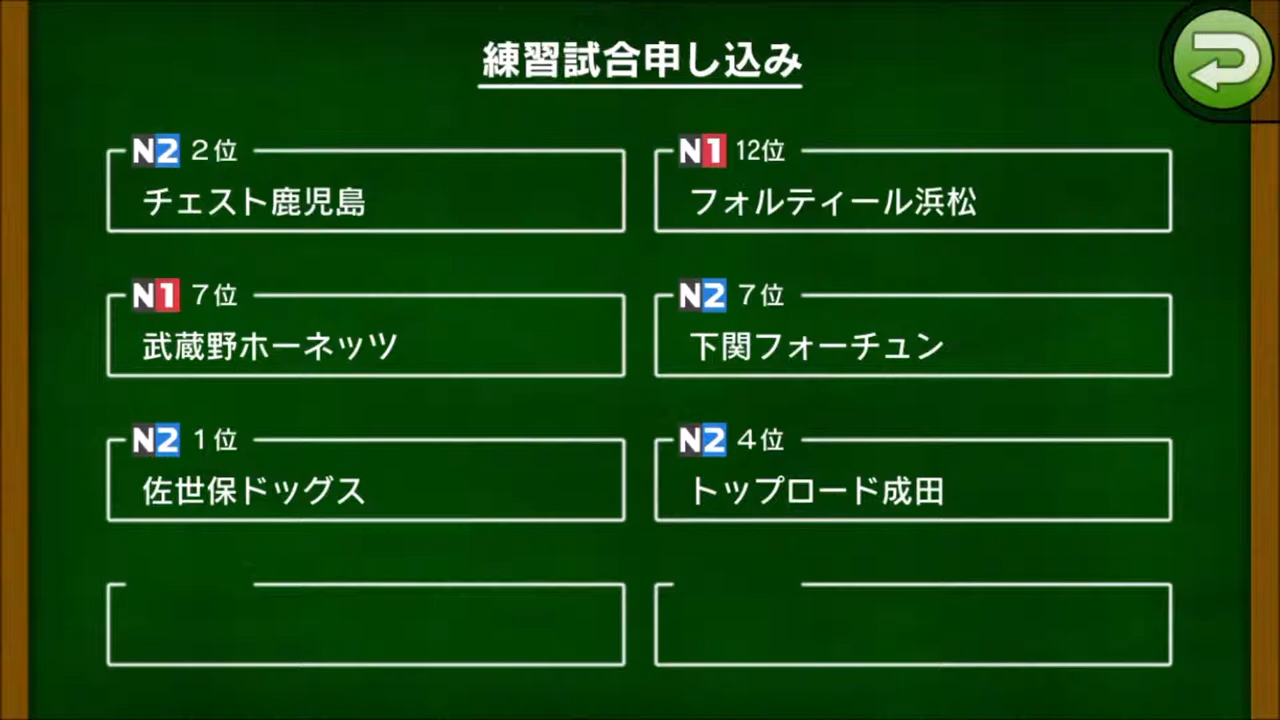 練習試合申し込み
N2 2位
チェスト鹿児島
N1 12位
フォルティール浜松
N1 7位
武蔵野ホーネッツ
N2 7位
下関フォーチュン
N2 1位
佐世保ドッグス
N2 4位
トップロード成田